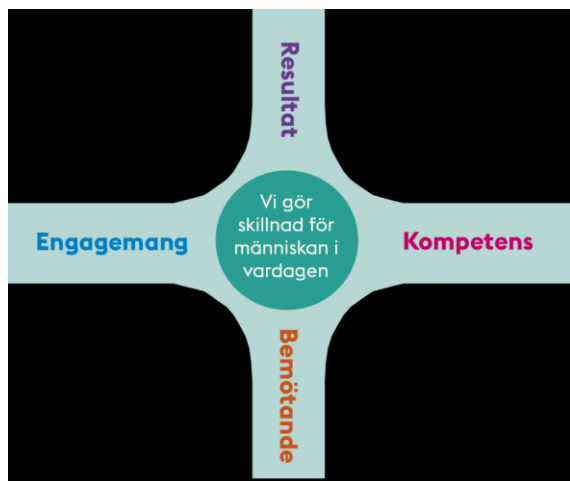 Resultat
Engagemang
Vi gör
skillnad för
människan i
vardagen
Kompetens
Bemötande